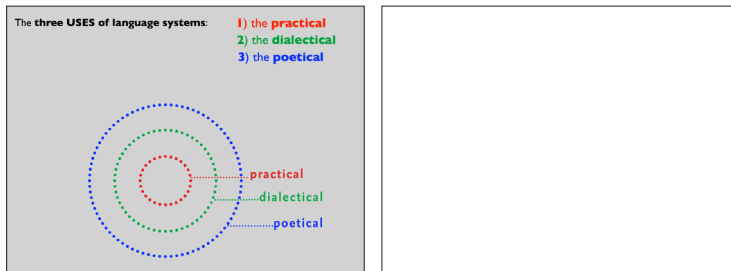 The three USES of language systems: 1) the practical
2) the dialectical
3) the poetical
practical
dialectical
poetical